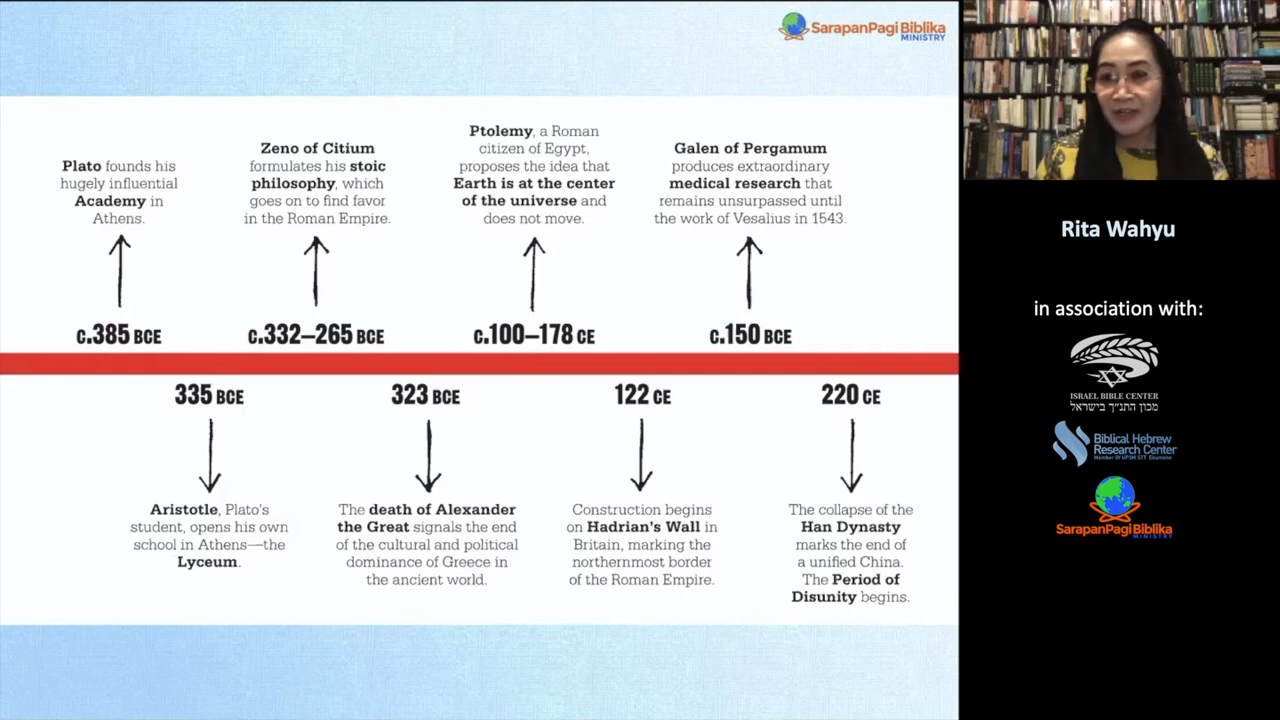 SarapanPagi Biblika
MINISTRY
Plato founds his
hugely influential
Academy in
Athens.
Zeno of Citium
formulates his stoic
philosophy, which
goes on to find favor
in the Roman Empire.
Ptolemy, a Roman
citizen of Egypt,
proposes the idea that
Earth is at the center
of the universe and
does not move.
Galen of Pergamum
produces extraordinary
medical research that
remains unsurpassed until
the work of Vesalius in 1543.
c.385 BCE
c.332–265 BCE
c.100–178 CE
c.150 BCE
335 BCE
323 BCE
122 CE
220 CE
Aristotle, Plato's
student, opens his own
school in Athens—the
Lyceum.
The death of Alexander
the Great signals the end
of the cultural and political
dominance of Greece in
the ancient world.
Construction begins
on Hadrian's Wall in
Britain, marking the
northernmost border
of the Roman Empire.
The collapse of the
Han Dynasty
marks the end of
a unified China.
The Period of
Disunity begins.
Rita Wahyu
in association with:
ISRAEL BIBLE CENTER
מכון התנ״ך בישראל
Biblical Hebrew
Research Center
Member Of UPSM STT Ekumene
SarapanPagi Biblika
MINISTRY